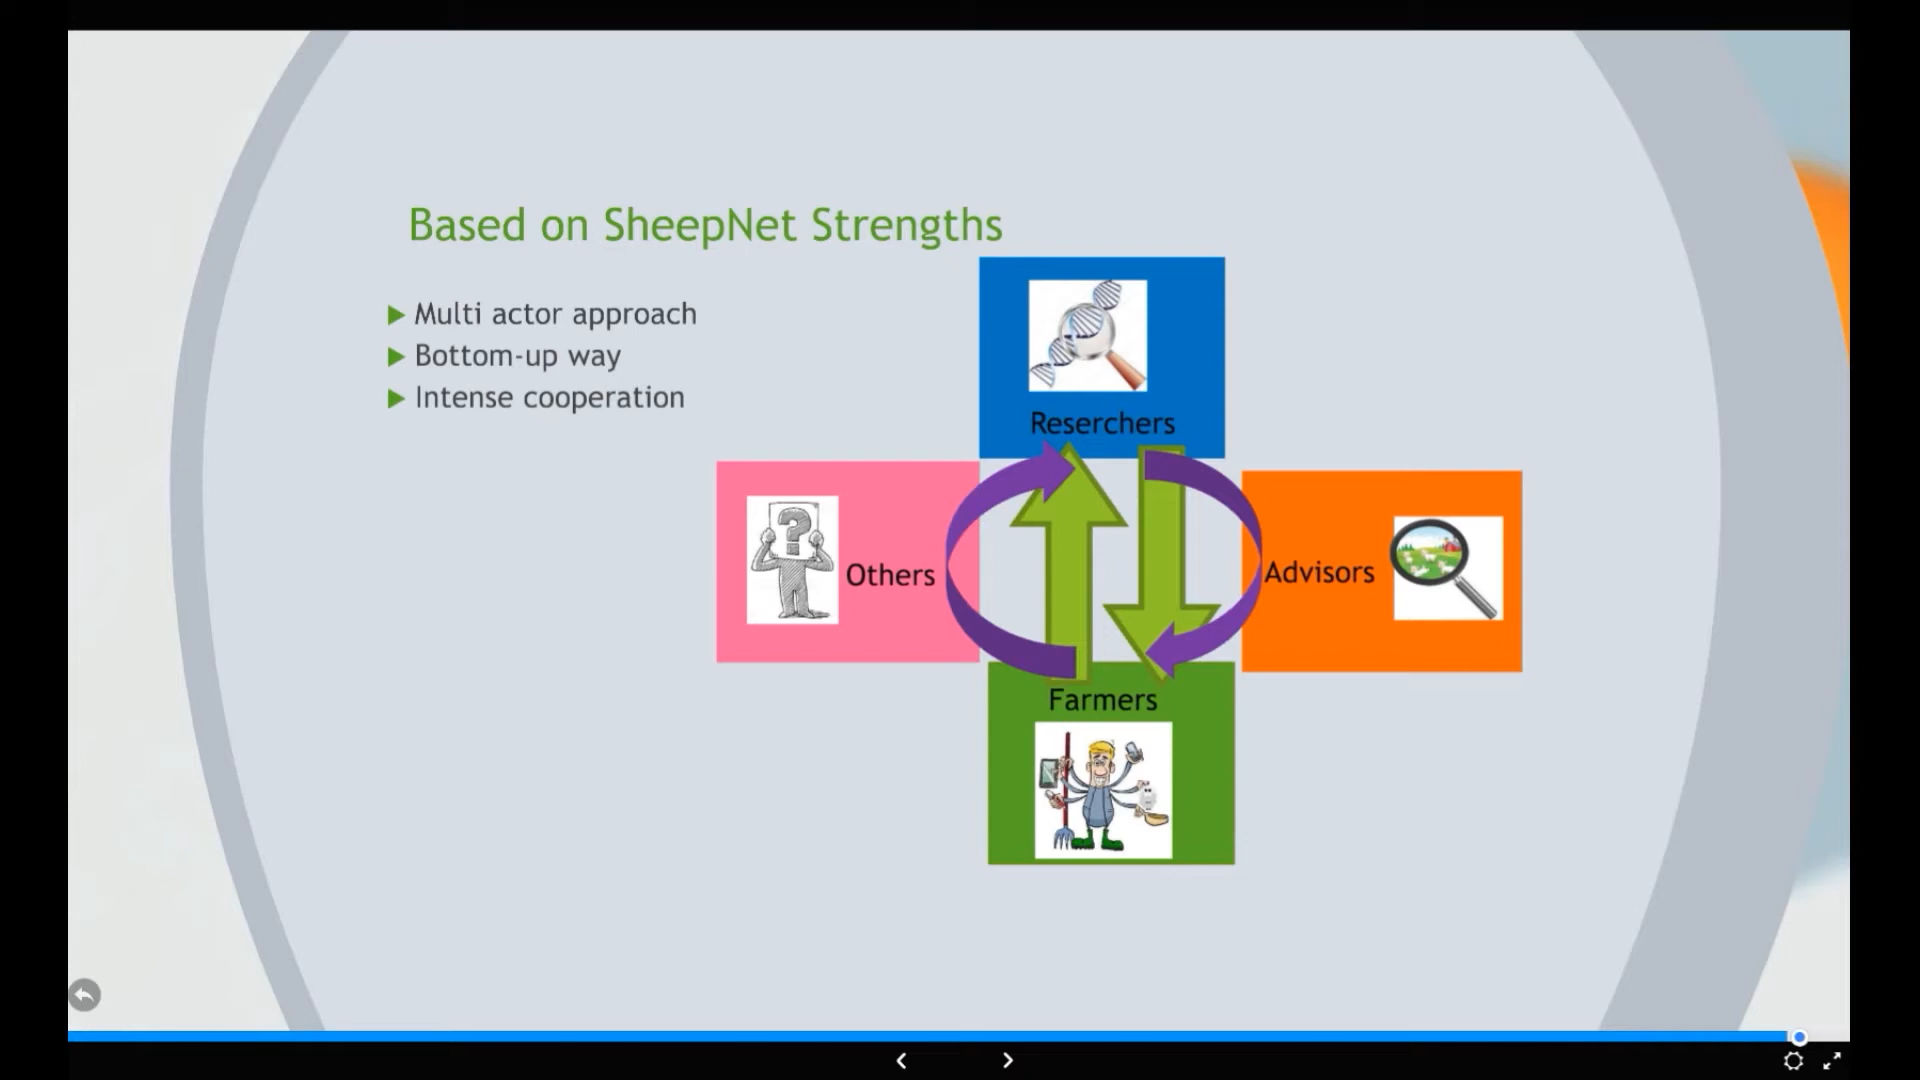 Based on SheepNet Strengths
Multi actor approach
Bottom-up way
Intense cooperation
Reserchers
?
Others
Advisors
Farmers